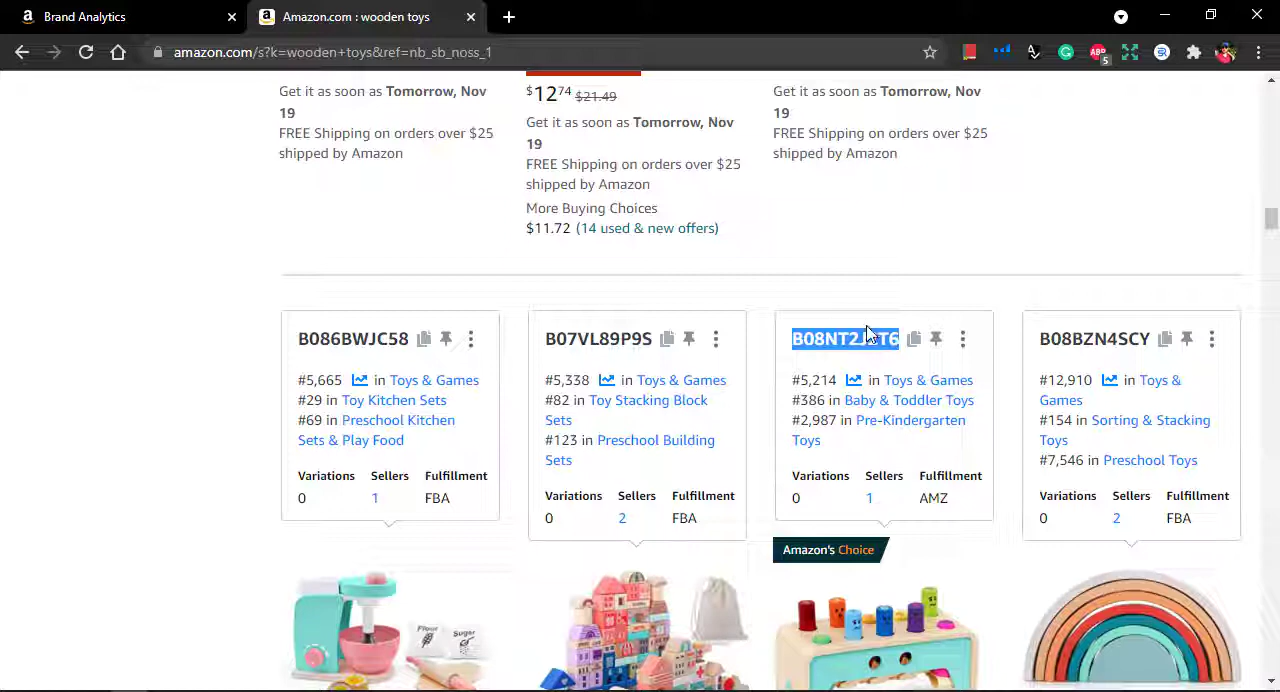 Brand Analytics
Amazon.com : wooden toys
amazon.com/s?k=wooden+toys&ref=nb_sb_noss_1
ABP
5
Get it as soon as Tomorrow, Nov
19
FREE Shipping on orders over $25
shipped by Amazon
$12 74 $21.49
Get it as soon as Tomorrow, Nov
19
FREE Shipping on orders over $25
shipped by Amazon
More Buying Choices
$11.72 (14 used & new offers)
Get it as soon as Tomorrow, Nov
19
FREE Shipping on orders over $25
shipped by Amazon
B086BWJC58
#5,665 in Toys & Games
#29 in Toy Kitchen Sets
#69 in Preschool Kitchen
Sets & Play Food
Variations Sellers Fulfillment
0 1 FBA
B07VL89P9S
#5,338 in Toys & Games
#82 in Toy Stacking Block
Sets
#123 in Preschool Building
Sets
Variations Sellers Fulfillment
0 2 FBA
#5,214 in Toys & Games
#386 in Baby & Toddler Toys
#2,987 in Pre-Kindergarten
Toys
Variations Sellers Fulfillment
0 1 AMZ
Amazon's Choice
B08BZN4SCY
#12,910 in Toys &
Games
#154 in Sorting & Stacking
Toys
#7,546 in Preschool Toys
Variations Sellers Fulfillment
0 2 FBA
Flour
Sugar